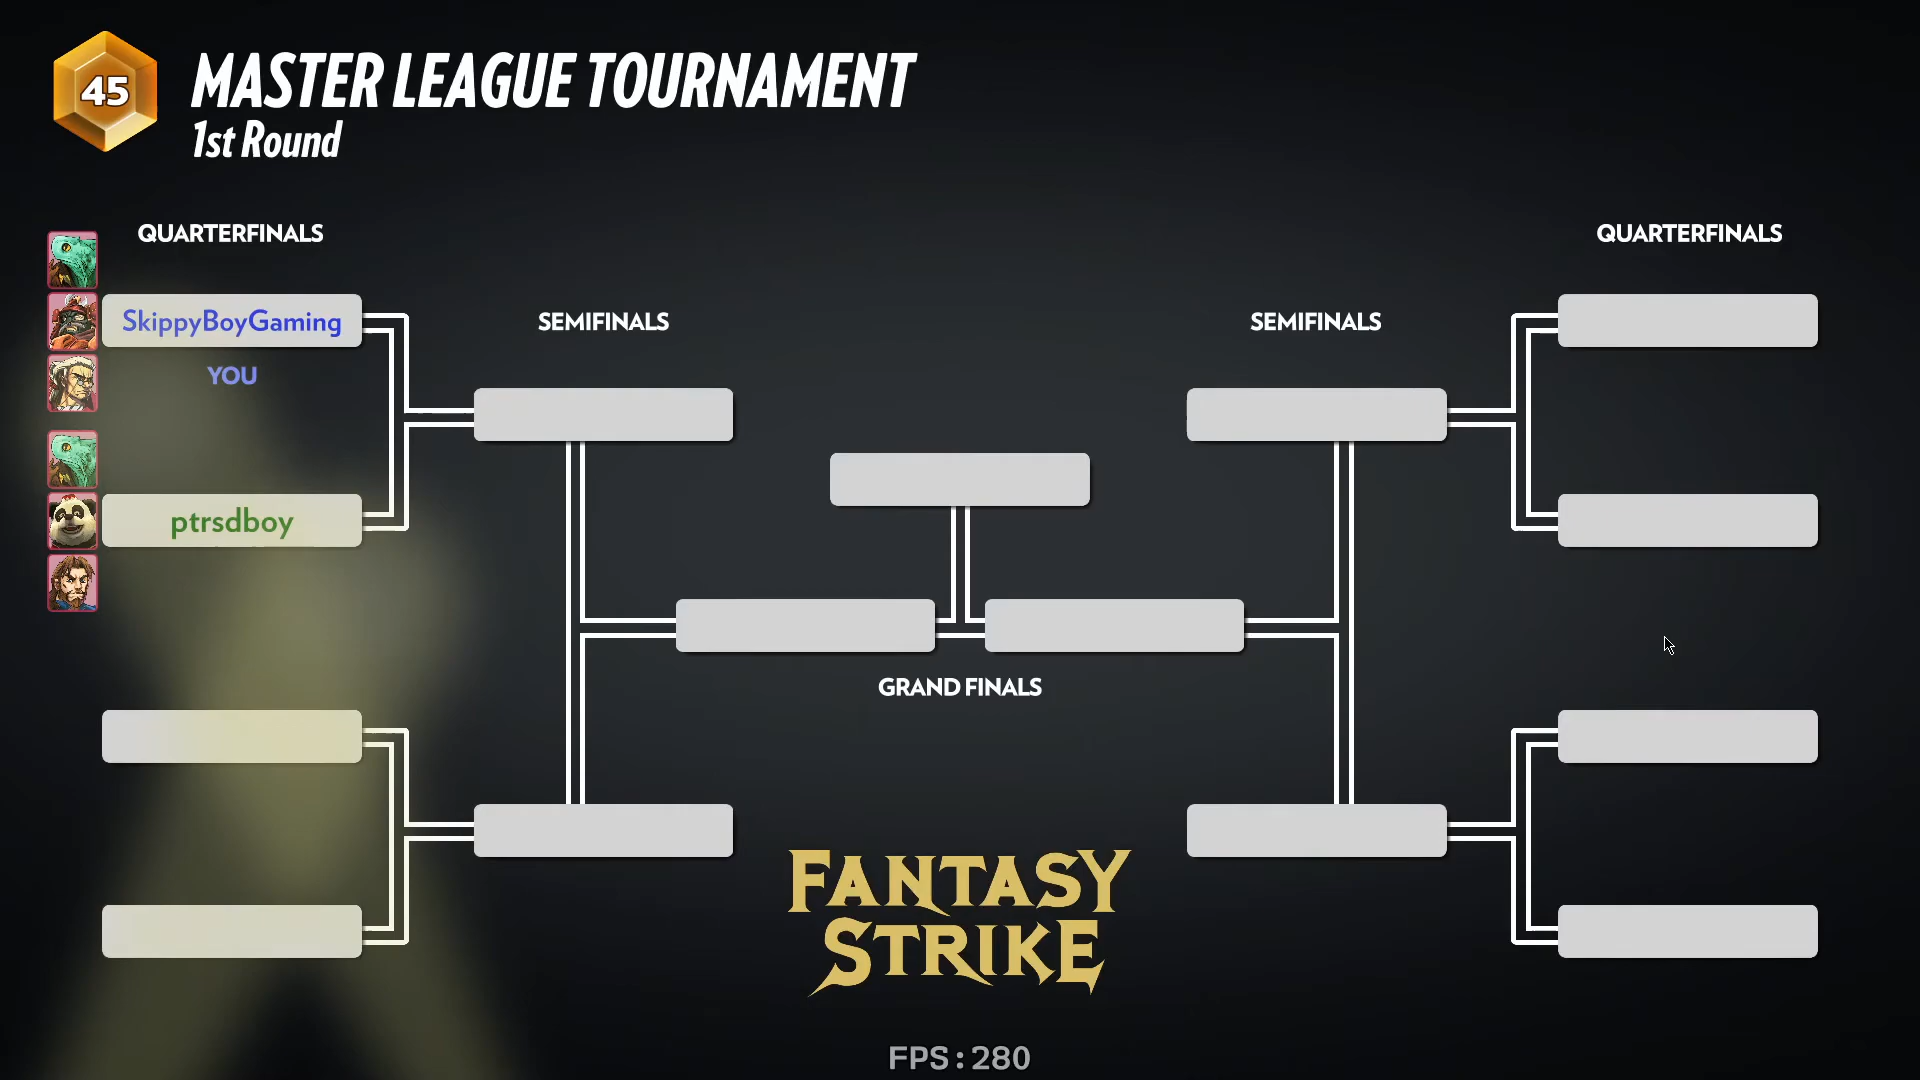 45
MASTER LEAGUE TOURNAMENT
1st Round
QUARTERFINALS
QUARTERFINALS
SkippyBoyGaming
SEMIFINALS
SEMIFINALS
YOU
ptrsdboy
GRAND FINALS
FANTASY
STRIKE
FPS : 280